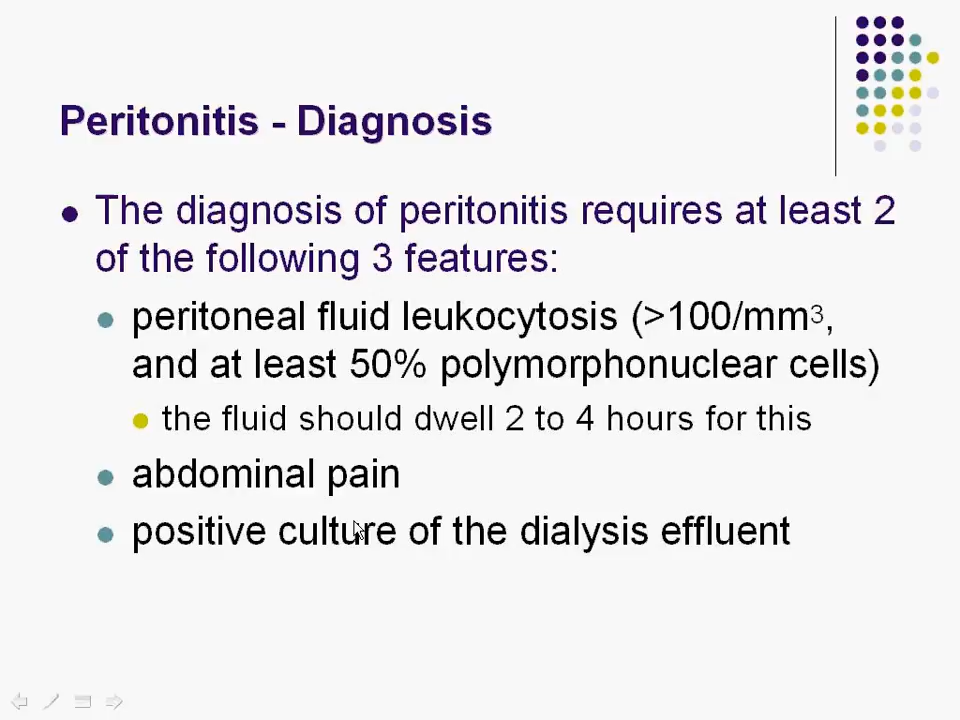 Peritonitis - Diagnosis
The diagnosis of peritonitis requires at least 2
of the following 3 features:
peritoneal fluid leukocytosis (>100/mm³,
and at least 50% polymorphonuclear cells)
the fluid should dwell 2 to 4 hours for this
abdominal pain
positive culture of the dialysis effluent